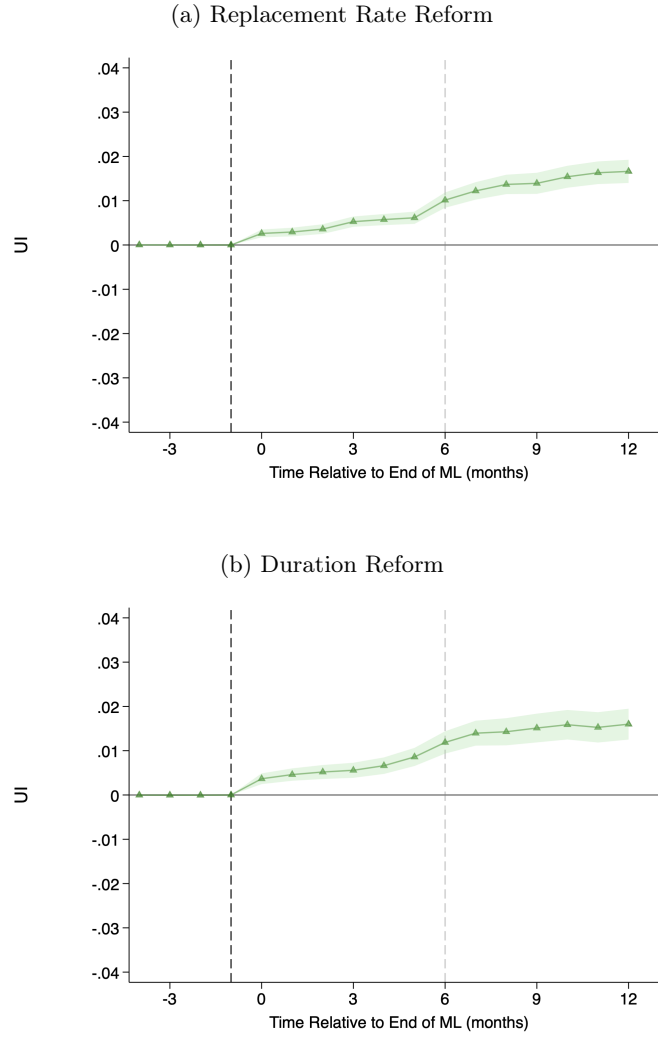 (a) Replacement Rate Reform
.04
.03
.02
.01
0
-.01
-.02
-.03
-.04
UI
-3 0 3 6 9 12
Time Relative to End of ML (months)
(b) Duration Reform
.04
.03
.02
.01
0
-.01
-.02
-.03
-.04
UI
-3 0 3 6 9 12
Time Relative to End of ML (months)